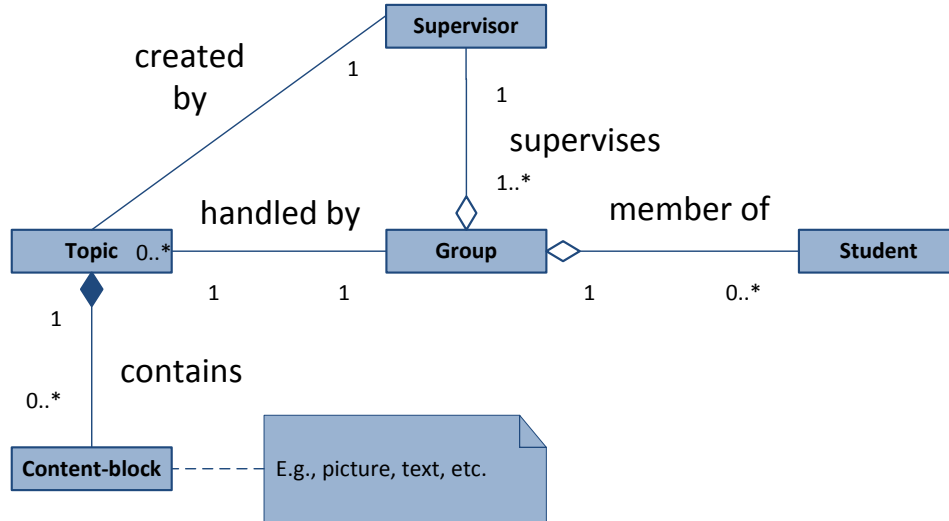 Supervisor
created
by
1
1
supervises
1..*
handled by
member of
Topic
0..*
Group
Student
1
1
1
0..*
1
contains
0..*
Content-block
E.g., picture, text, etc.